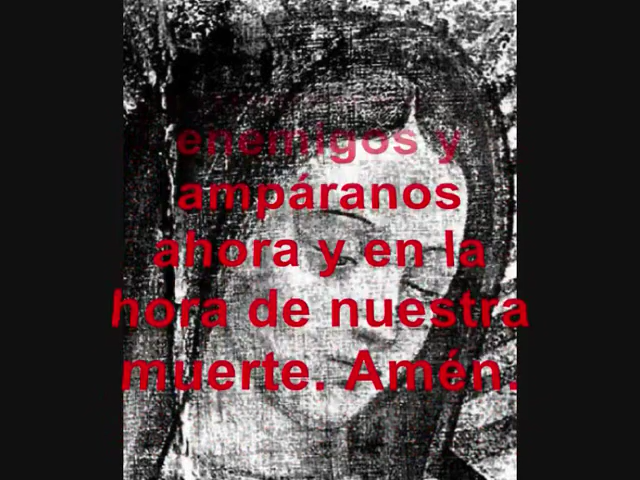 enemigos y
ampáranos
ahora y en la
hora de nuestra
muerte. Amén.